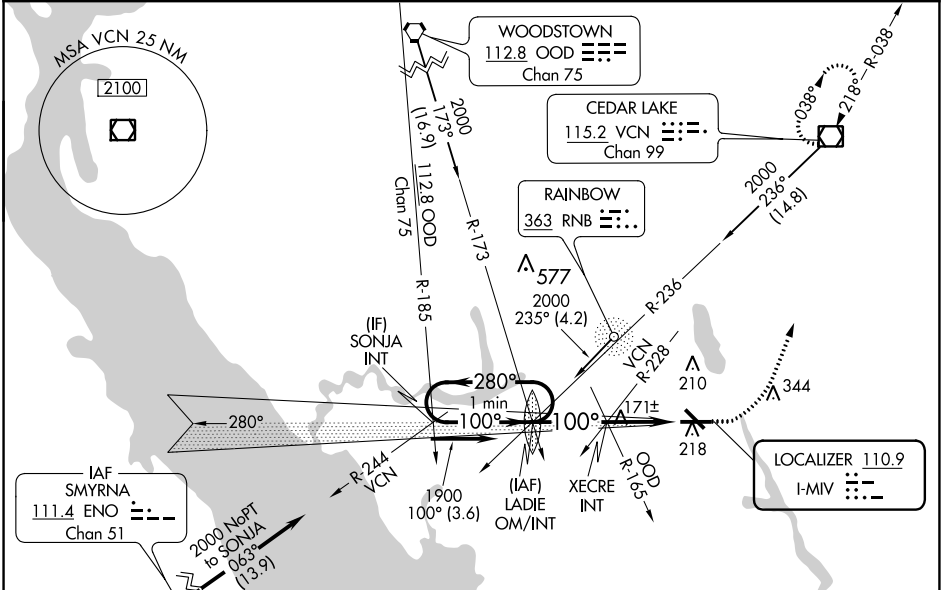 MSA VCN 25 NM
2100
WOODSTOWN
112.8 OOD
Chan 75
2000
173°
(16.9)
R-173
112.8 OOD
Chan 75
R-185
CEDAR LAKE
115.2 VCN
Chan 99
038°
218°
R-038
2000
236°
(14.8)
R-236
RAINBOW
363 RNB
577
2000
235° (4.2)
VCN
R-228
(IF)
SONJA
INT
280°
1 min
100°
100°
171±
210
344
218
280°
R-244
VCN
1900
100° (3.6)
(IAF)
LADIE
OM/INT
XECRE
INT
OOD
R-165
LOCALIZER 110.9
I-MIV
IAF
SMYRNA
111.4 ENO
Chan 51
2000 NoPT
to SONJA
063°
(13.9)